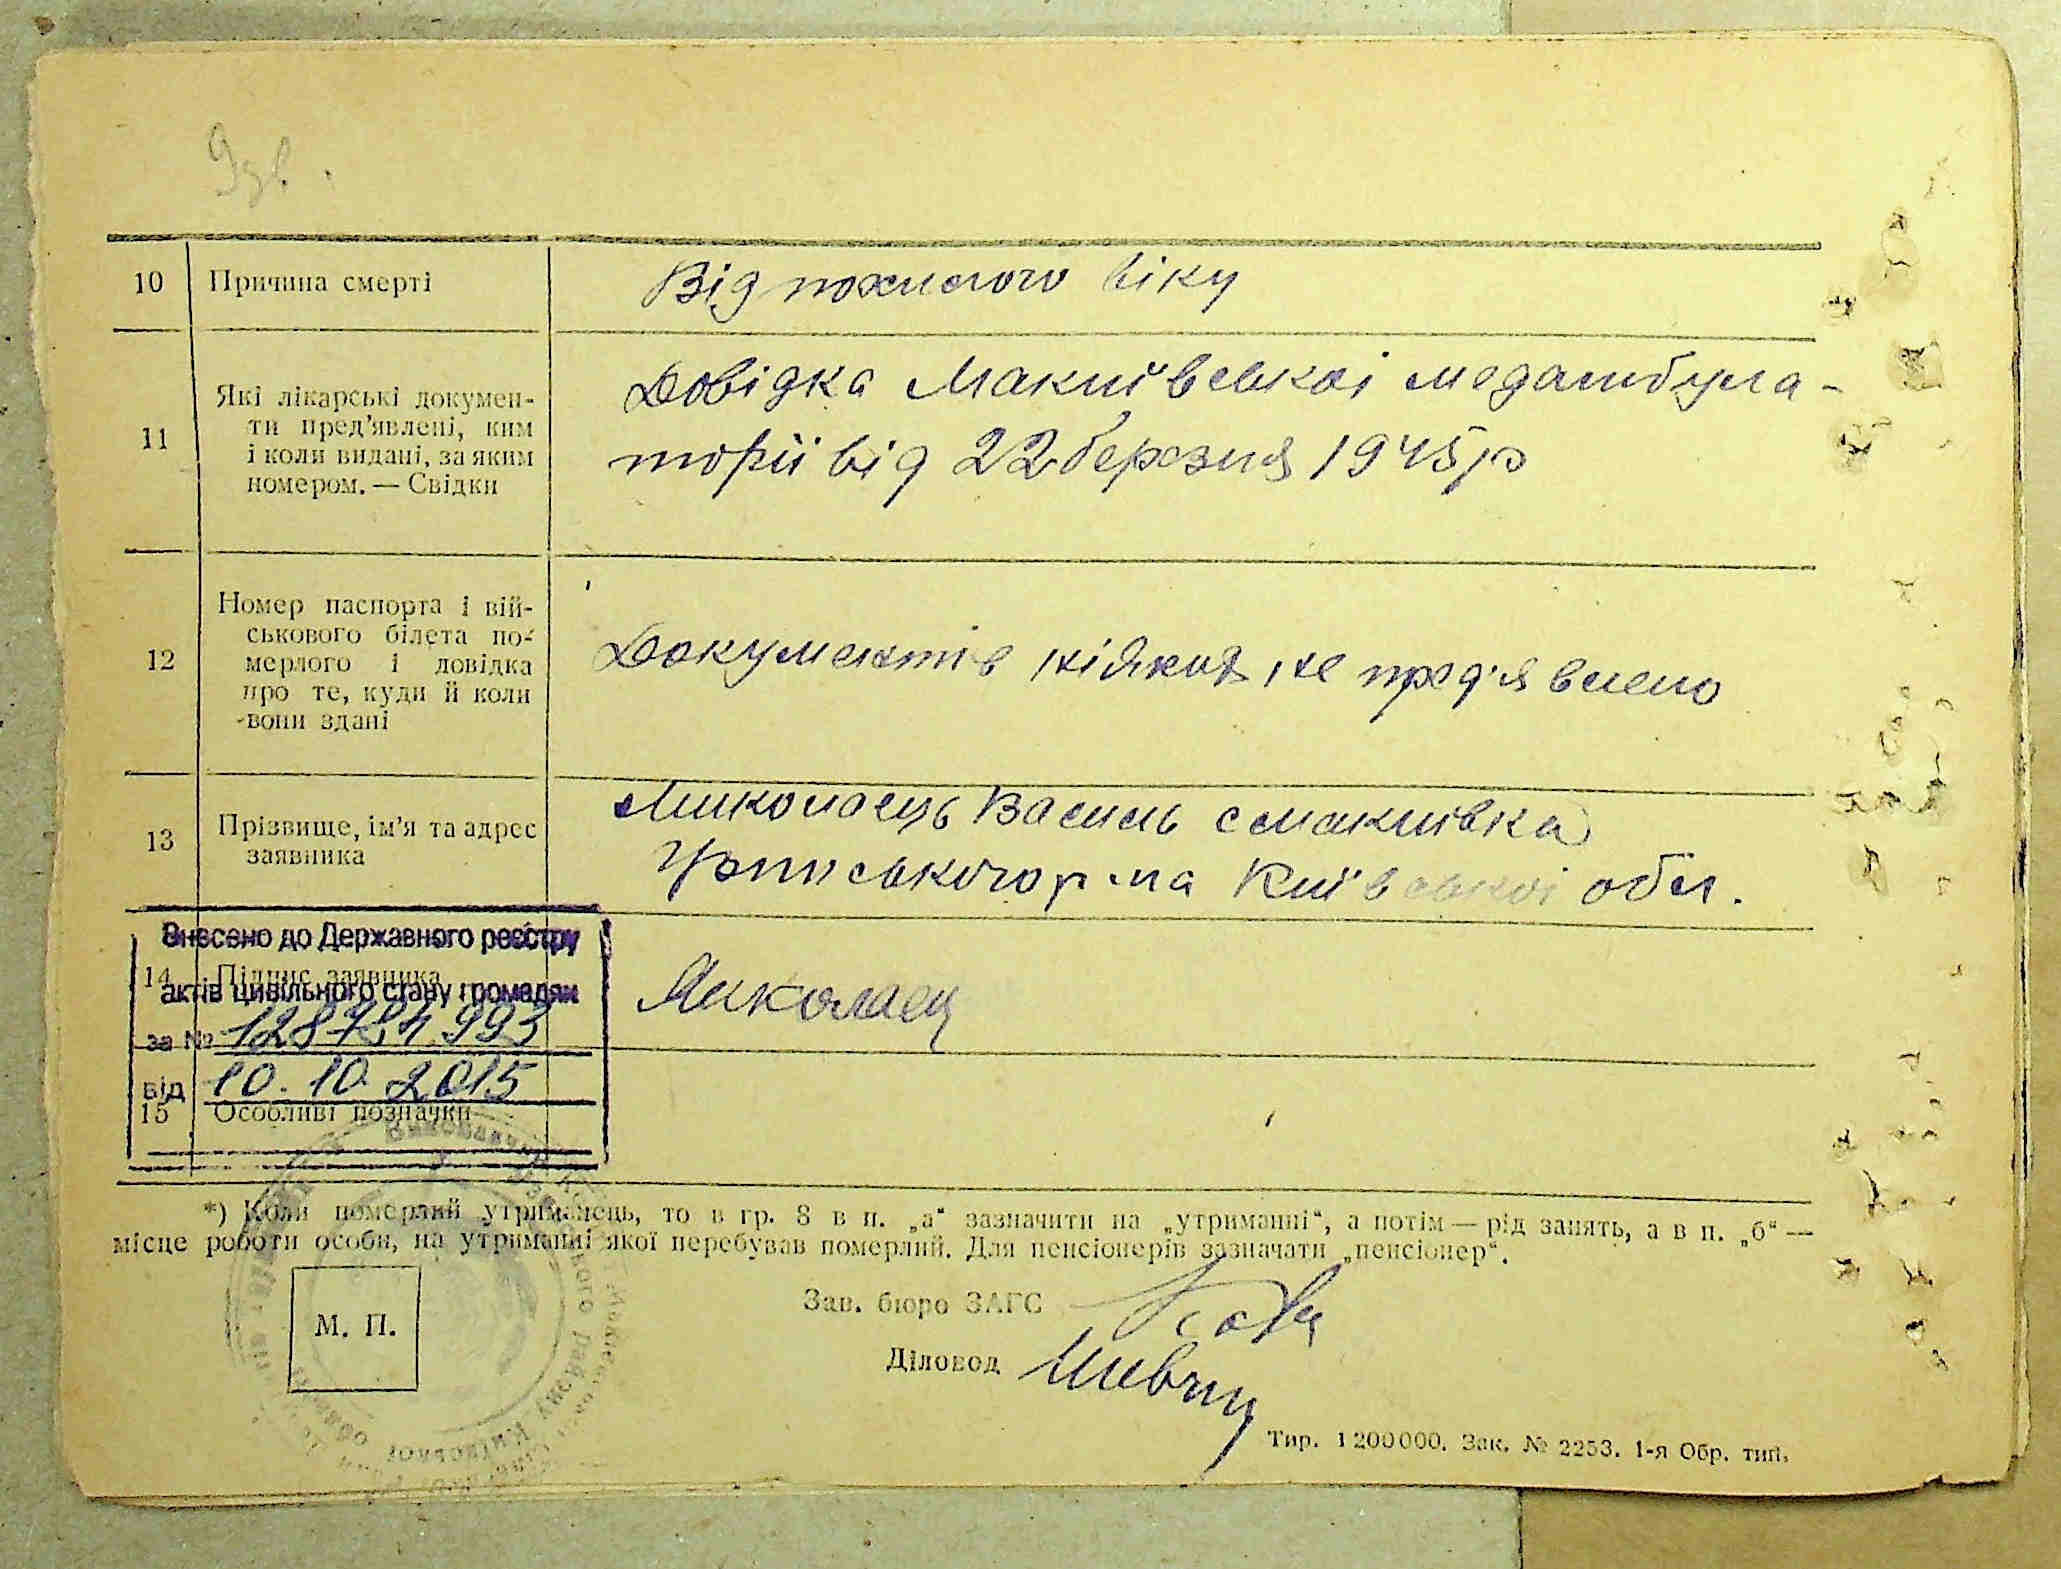 10 Причина смерті Від похилого віку
11 Які лікарські докумен-
ти пред'явлені, ким
і коли видані, за яким
номером. — Свідки
Довідка Макиївської медамбула-
торії від 22 березня 1945 р
12 Номер паспорта і вій-
ськового білета по-
мерлого і довідка
про те, куди й коли
вони здані
Документів ніяких не пред'явлено
13 Прізвище, ім'я та адрес
заявника
Миколаець Василь с Макиівка
р-на Київської обл.
Внесено до Державного реєстру
14 Підпис заявника Миколаец
актів цивільного стану громадян
за №
від 10.10.2015
15 Особливі позначки
*) Коли померлий утриманець, то в гр. 8 в п. „а“ зазначити на „утриманні“, а потім — рід занять, а в п. „б“ —
місце роботи особи, на утриманні якої перебував померлий. Для пенсіонерів зазначати „пенсіонер“.
М. П.
Зав. бюро ЗАГС
Діловод
Тир. 1200000. Зак. № 2253. 1-я Обр. тип.